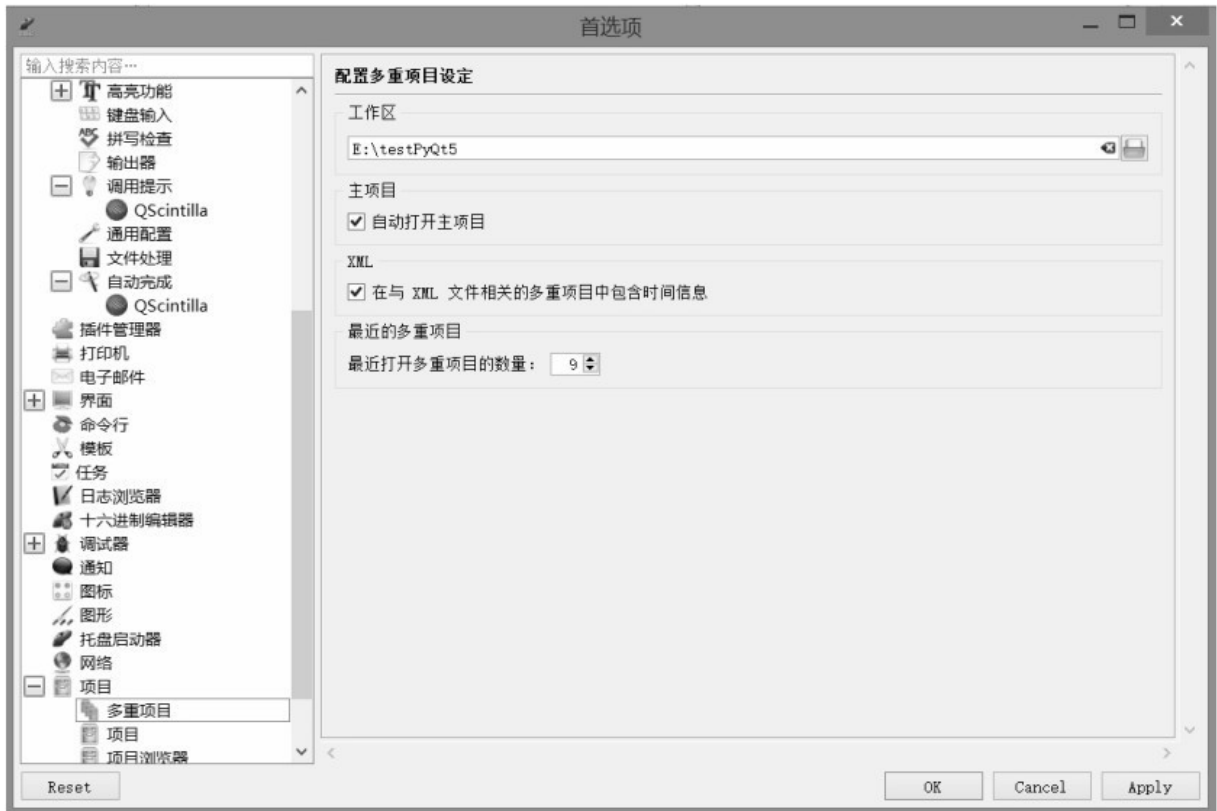 首选项
输入搜索内容…
高亮功能
键盘输入
拼写检查
输出器
调用提示
QScintilla
通用配置
文件处理
自动完成
QScintilla
插件管理器
打印机
电子邮件
界面
命令行
模板
任务
日志浏览器
十六进制编辑器
调试器
通知
图标
图形
托盘启动器
网络
项目
多重项目
项目
项目浏览器
配置多重项目设定
工作区
E:\testPyQt5
主项目
自动打开主项目
XML
在与 XML 文件相关的多重项目中包含时间信息
最近的多重项目
最近打开多重项目的数量： 9
Reset
OK Cancel Apply